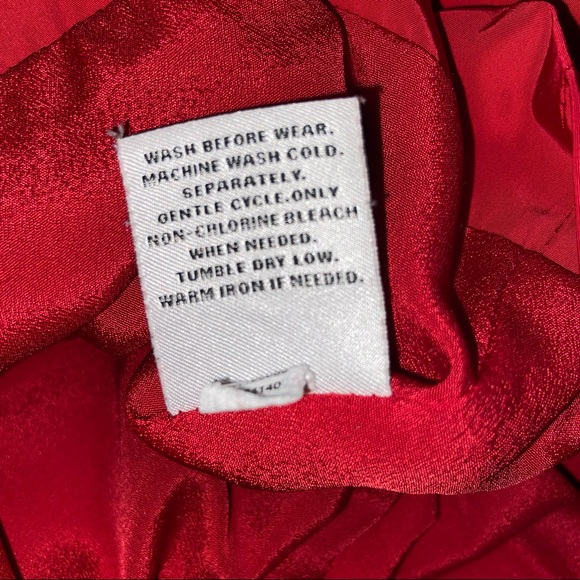 WASH BEFORE WEAR.
MACHINE WASH COLD.
SEPARATELY.
GENTLE CYCLE.ONLY
NON-CHLORINE BLEACH
WHEN NEEDED.
TUMBLE DRY LOW.
WARM IRON IF NEEDED.